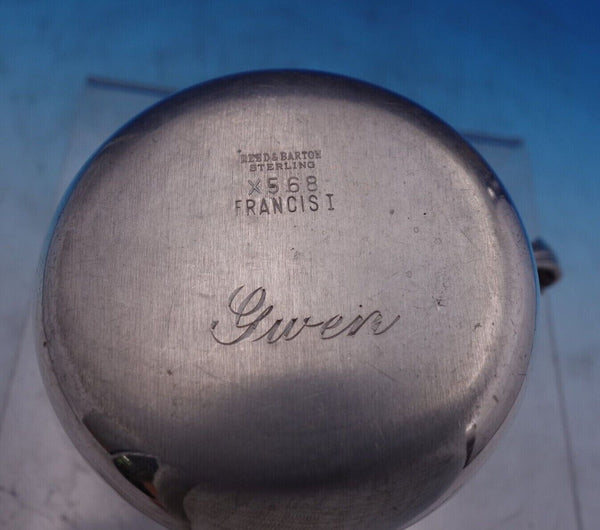 REED & BARTON
STERLING
X568
FRANCIS I
Gwen